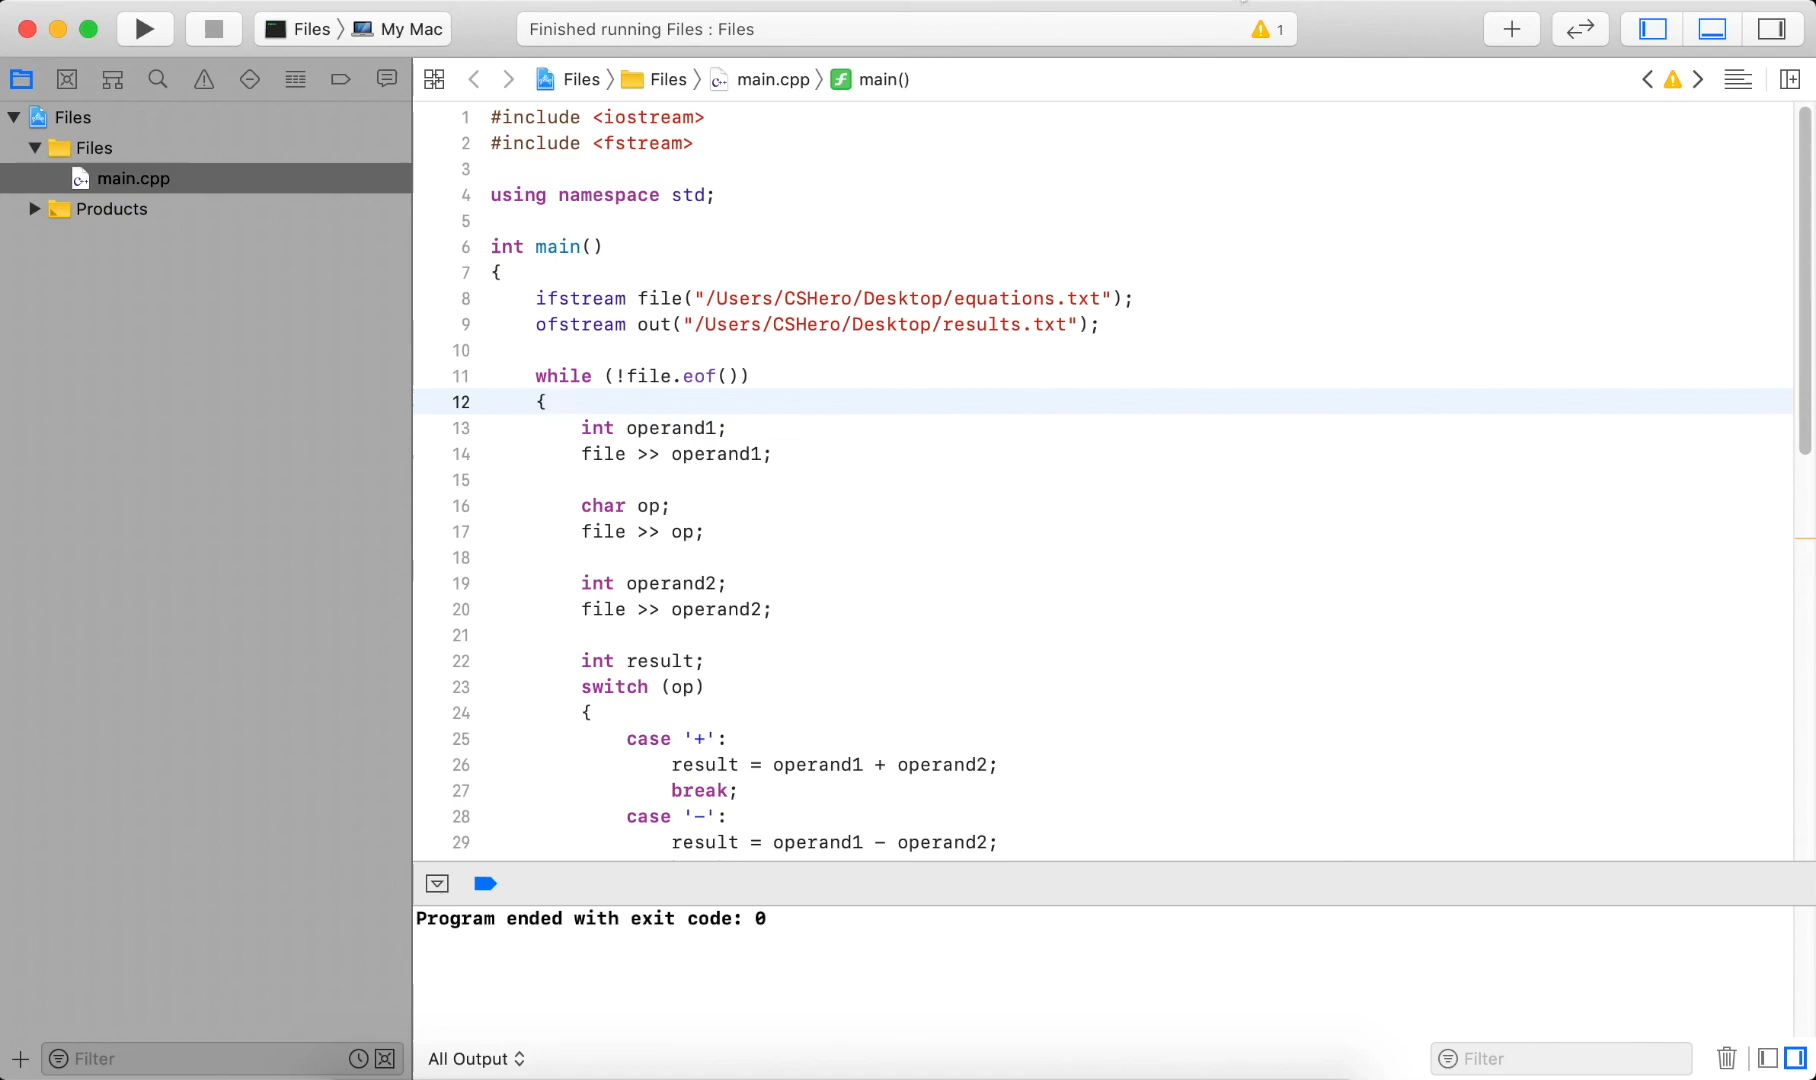 Files 〉 My Mac
Finished running Files : Files
1
Files 〉 Files 〉 main.cpp 〉 main()
Files
Files
main.cpp
Products
1 #include <iostream>
2 #include <fstream>
3
4 using namespace std;
5
6 int main()
7 {
8 ifstream file("/Users/CSHero/Desktop/equations.txt");
9 ofstream out("/Users/CSHero/Desktop/results.txt");
10
11 while (!file.eof())
12 {
13 int operand1;
14 file >> operand1;
15
16 char op;
17 file >> op;
18
19 int operand2;
20 file >> operand2;
21
22 int result;
23 switch (op)
24 {
25 case '+':
26 result = operand1 + operand2;
27 break;
28 case '-':
29 result = operand1 - operand2;
Program ended with exit code: 0
Filter
All Output
Filter